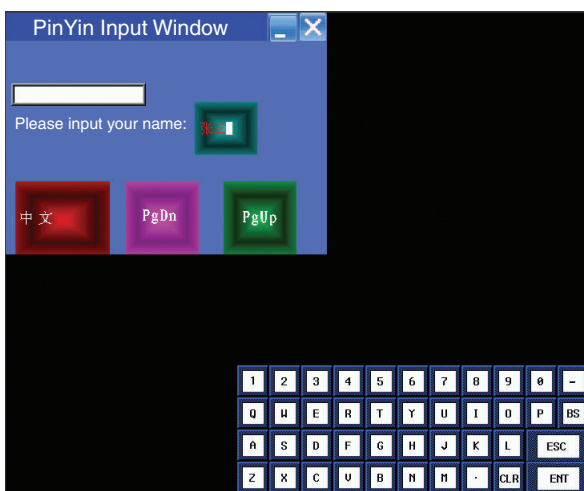 PinYin Input Window
Please input your name: 张三
中文 PgDn PgUp
1 2 3 4 5 6 7 8 9 0 -
Q W E R T Y U I O P BS
A S D F G H J K L ESC
Z X C V B N M . CLR ENT